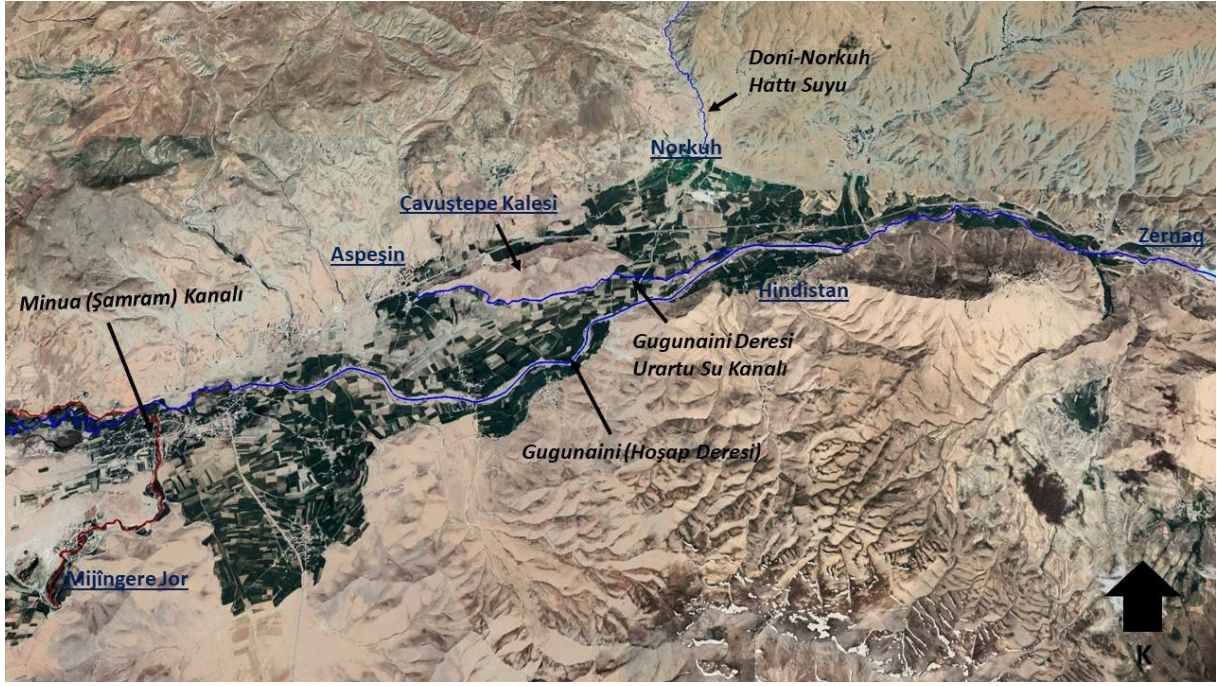 Doni-Norkuh
Hattı Suyu
Norkuh
Çavuştepe Kalesi
Aspeşin
Zernaq
Minua (Şamram) Kanalı
Hindistan
Gugunaini Deresi
Urartu Su Kanalı
Gugunaini (Hoşap Deresi)
Mijîngere Jor
K